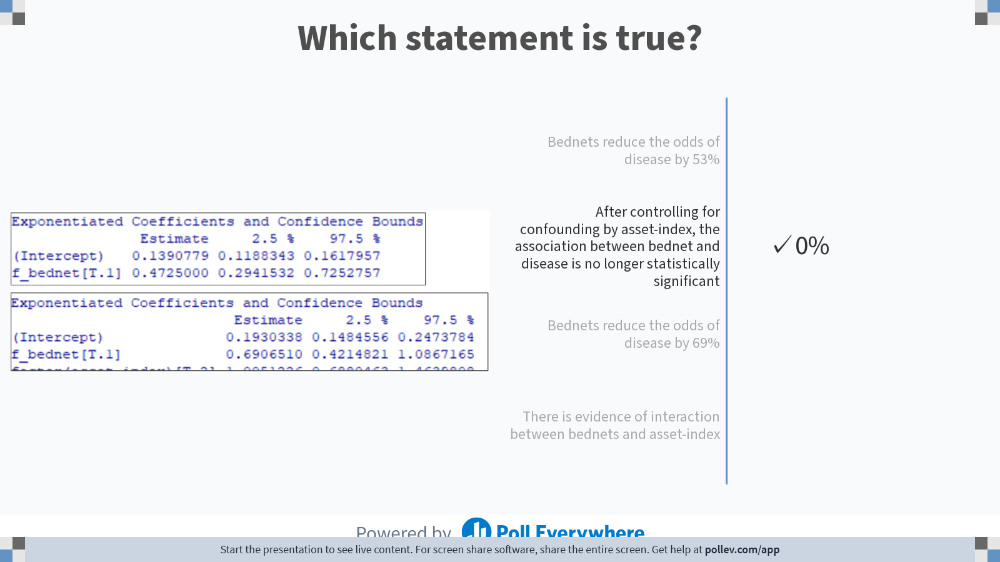 Which statement is true?
Exponentiated Coefficients and Confidence Bounds
Estimate 2.5 % 97.5 %
(Intercept) 0.1390779 0.1188343 0.1617957
f_bednet[T.1] 0.4725000 0.2941532 0.7252757
Exponentiated Coefficients and Confidence Bounds
Estimate 2.5 % 97.5 %
(Intercept) 0.1930338 0.1484556 0.2473784
f_bednet[T.1] 0.6906510 0.4214821 1.0867165
Bednets reduce the odds of
disease by 53%
After controlling for
confounding by asset-index, the
association between bednet and
disease is no longer statistically
significant
✓ 0%
Bednets reduce the odds of
disease by 69%
There is evidence of interaction
between bednets and asset-index
Powered by Poll Everywhere
Start the presentation to see live content. For screen share software, share the entire screen. Get help at pollev.com/app